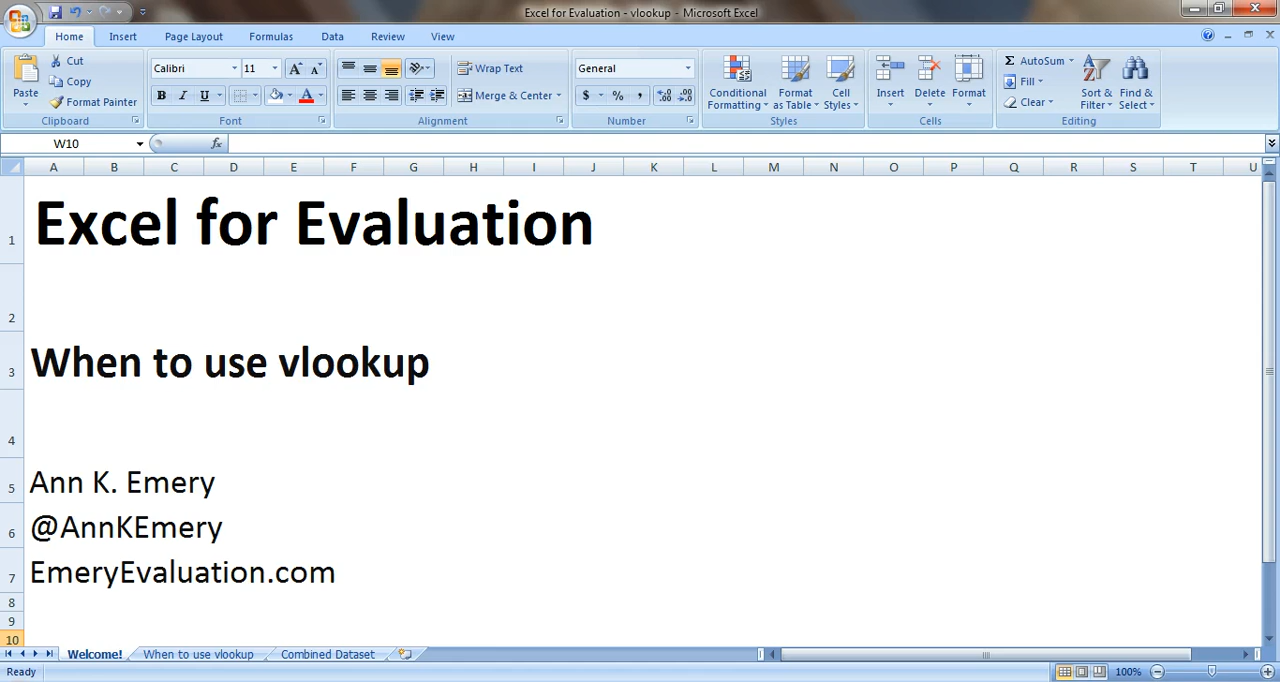 Excel for Evaluation - vlookup - Microsoft Excel
Home Insert Page Layout Formulas Data Review View
Paste
Cut
Copy
Format Painter
Clipboard
Calibri 11
B I U
Font
Wrap Text
Merge & Center
Alignment
General
$ % ,
Number
Conditional Formatting
Format as Table
Cell Styles
Styles
Insert Delete Format
Cells
Σ AutoSum
Fill
Clear
Sort & Filter
Find & Select
Editing
W10 fx
A B C D E F G H I J K L M N O P Q R S T U
1 Excel for Evaluation
2
3 When to use vlookup
4
5 Ann K. Emery
6 @AnnKEmery
7 EmeryEvaluation.com
8
9
10
Welcome! When to use vlookup Combined Dataset
Ready 100%